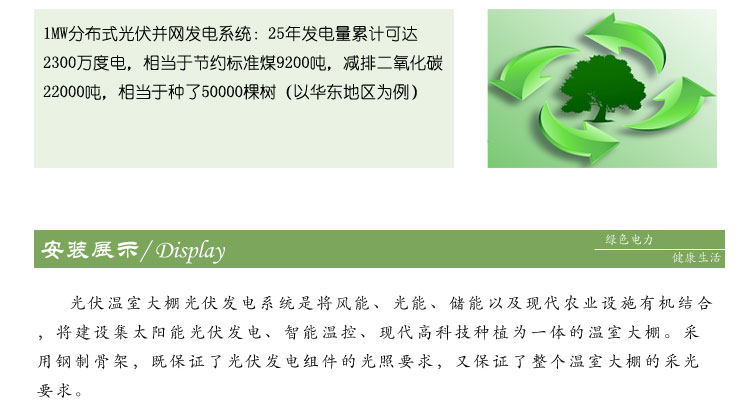 1MW分布式光伏并网发电系统：25年发电量累计可达
2300万度电，相当于节约标准煤9200吨，减排二氧化碳
22000吨，相当于种了50000棵树（以华东地区为例）
安装展示/Display
绿色电力
健康生活
光伏温室大棚光伏发电系统是将风能、光能、储能以及现代农业设施有机结合
，将建设集太阳能光伏发电、智能温控、现代高科技种植为一体的温室大棚。采
用钢制骨架，既保证了光伏发电组件的光照要求，又保证了整个温室大棚的采光
要求。